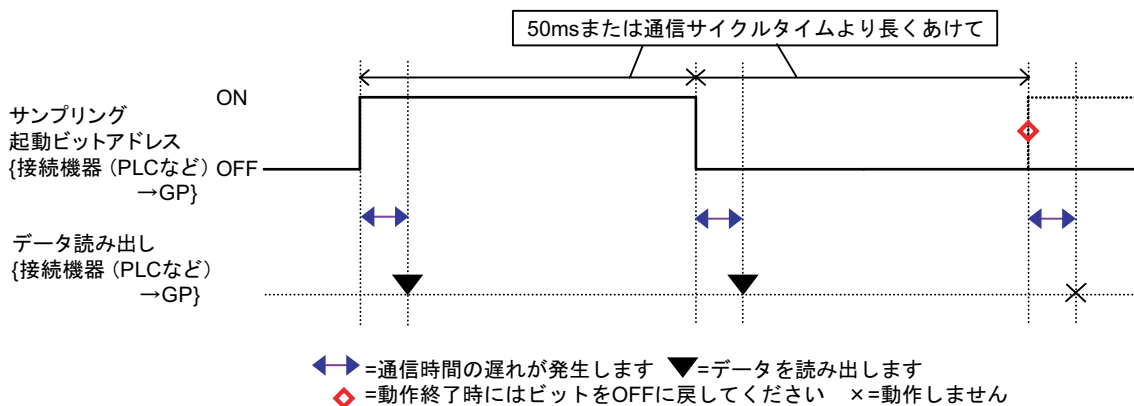 50msまたは通信サイクルタイムより長くあけて
ON
サンプリング
起動ビットアドレス
{接続機器（PLCなど） OFF
→GP}
データ読み出し
{接続機器（PLCなど）
→GP}
=通信時間の遅れが発生します ▼=データを読み出します
=動作終了時にはビットをOFFに戻してください ×=動作しません